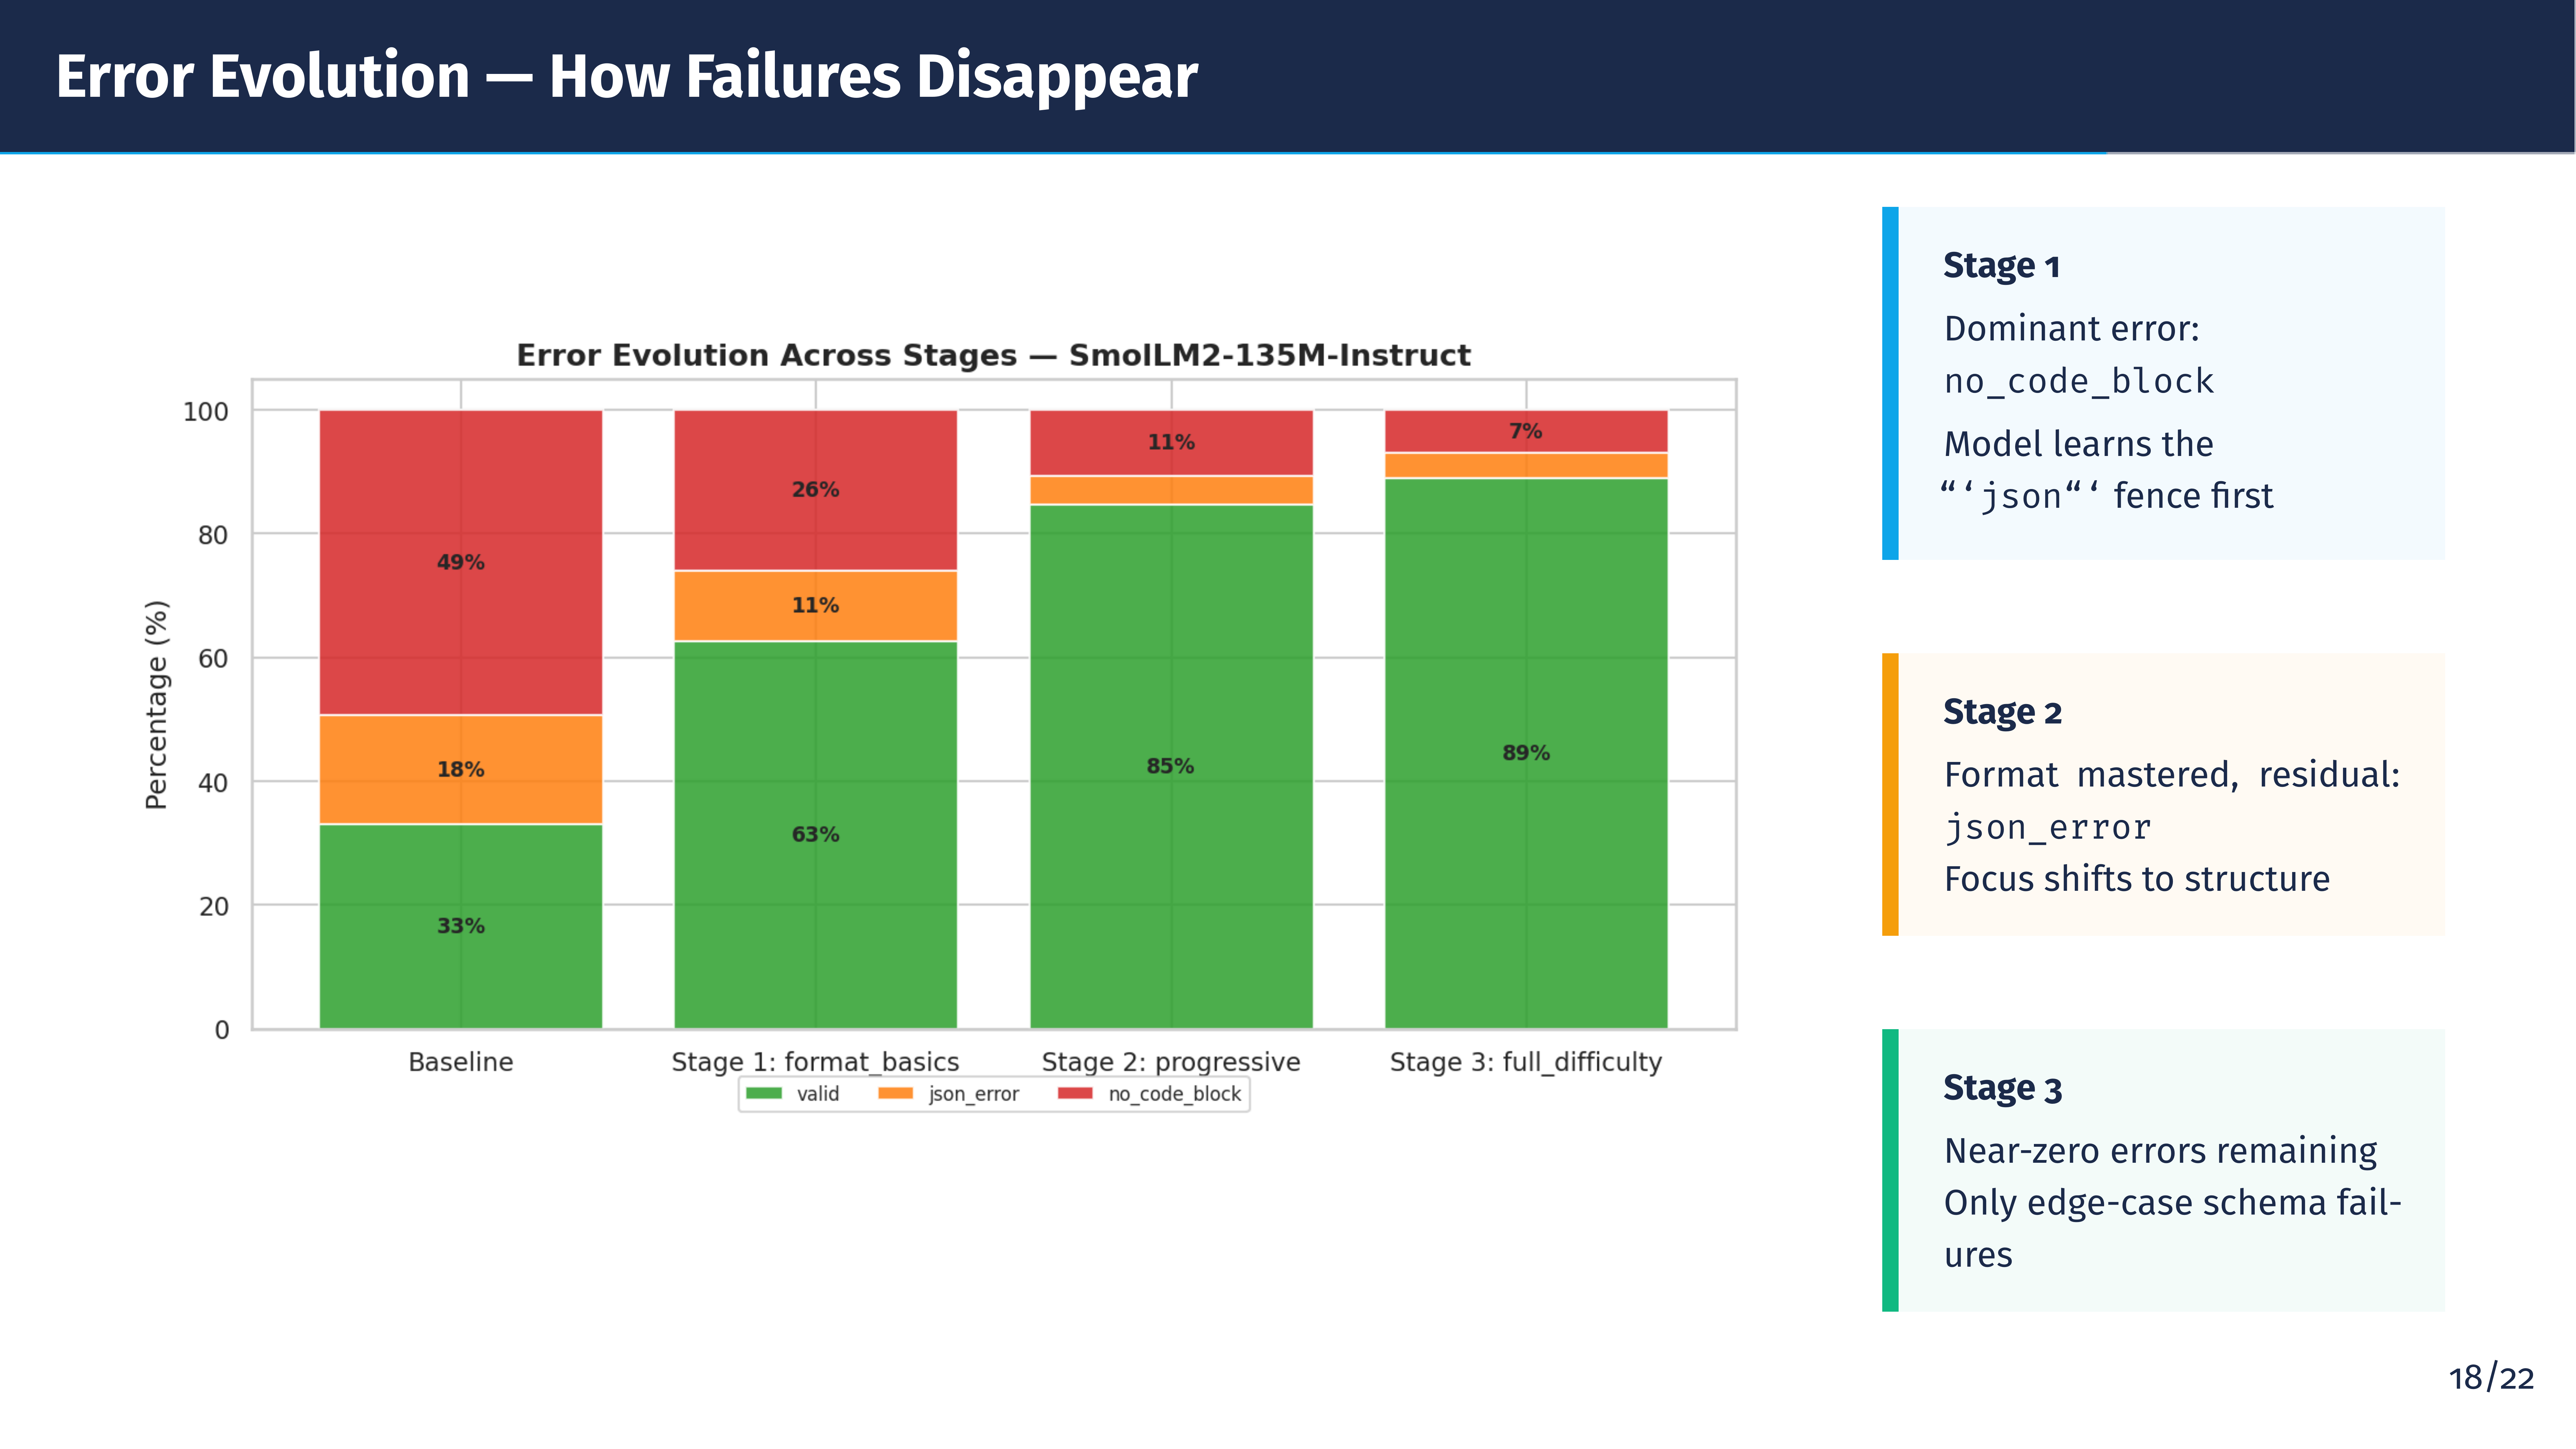 Error Evolution — How Failures Disappear
Error Evolution Across Stages — SmolLM2-135M-Instruct
Percentage (%)
100
80
60
40
20
0
49%
18%
33%
26%
11%
63%
11%
85%
7%
89%
Baseline
Stage 1: format_basics
Stage 2: progressive
Stage 3: full_difficulty
valid
json_error
no_code_block
Stage 1
Dominant error:
no_code_block
Model learns the
“‘json“‘ fence first
Stage 2
Format mastered, residual:
json_error
Focus shifts to structure
Stage 3
Near-zero errors remaining
Only edge-case schema fail-
ures
18/22